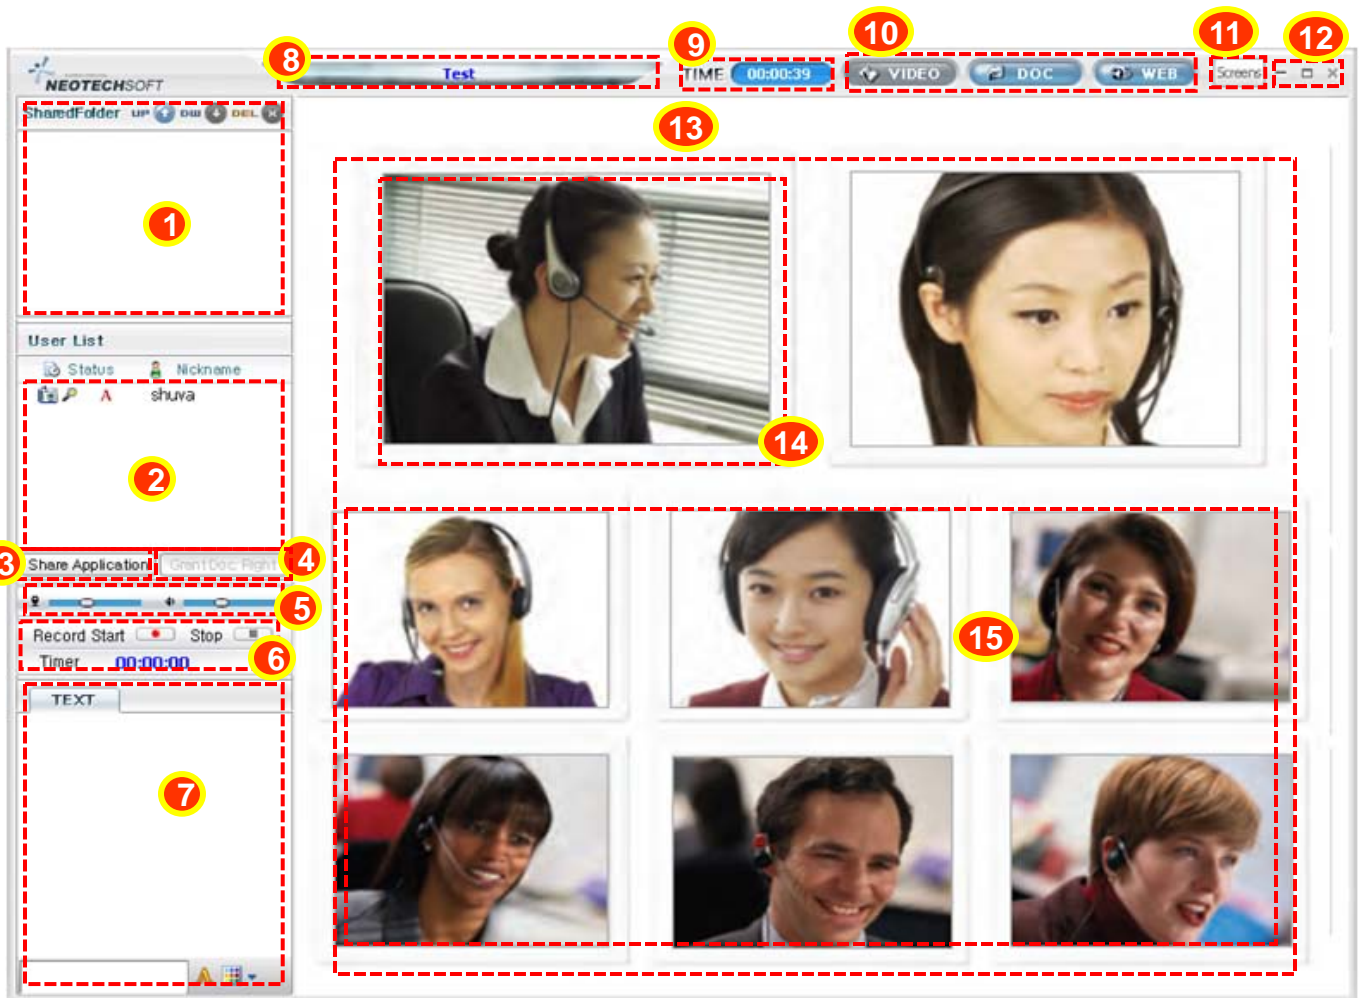 8
9
10
11
12
NEOTECHSOFT
Test
TIME 00:00:39
VIDEO
DOC
WEB
Screens
SharedFolder UP DW DEL
13
1
14
User List
Status Nickname
A shuva
2
3 Share Application
Grant Doc Right 4
5
Record Start Stop
Timer 00:00:00 6
15
TEXT
7
A